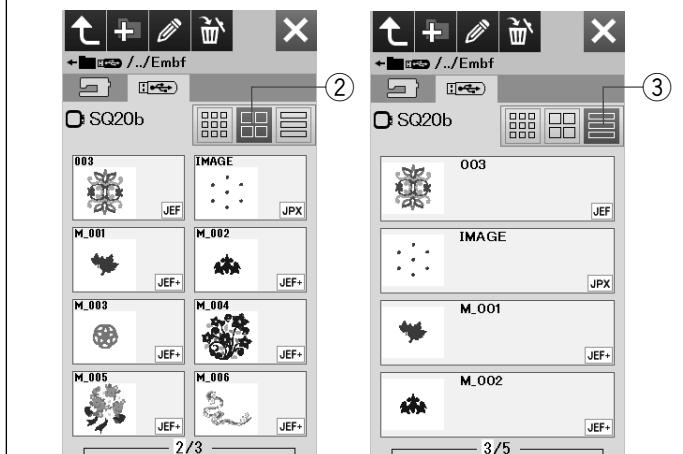 /../Embf
SQ20b
②
003
JEF
IMAGE
JPX
M_001
JEF+
M_002
JEF+
M_003
JEF+
M_004
JEF+
M_005
JEF+
M_006
JEF+
2/3
/../Embf
SQ20b
③
003
JEF
IMAGE
JPX
M_001
JEF+
M_002
JEF+
3/5